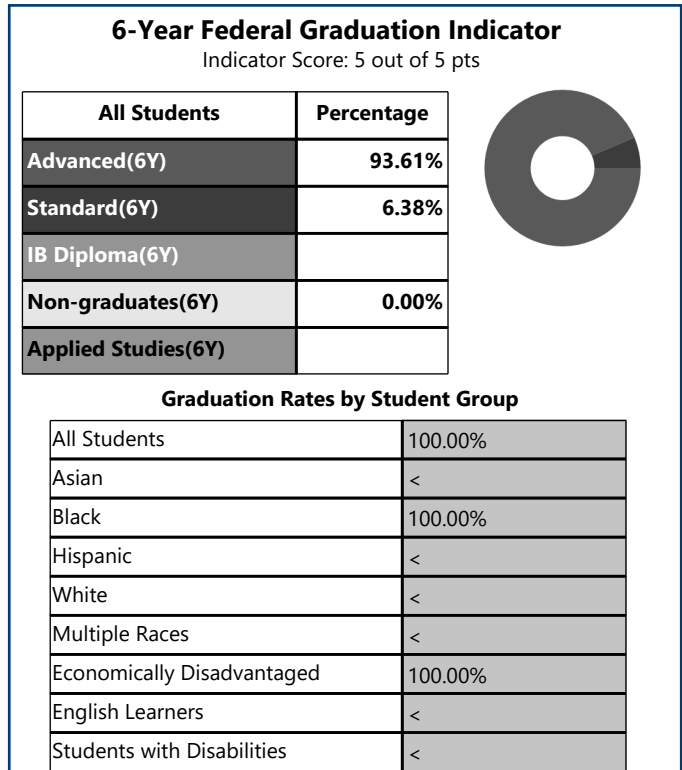 6-Year Federal Graduation Indicator
Indicator Score: 5 out of 5 pts
All Students Percentage
Advanced(6Y) 93.61%
Standard(6Y) 6.38%
IB Diploma(6Y)
Non-graduates(6Y) 0.00%
Applied Studies(6Y)
Graduation Rates by Student Group
All Students 100.00%
Asian <
Black 100.00%
Hispanic <
White <
Multiple Races <
Economically Disadvantaged 100.00%
English Learners <
Students with Disabilities <